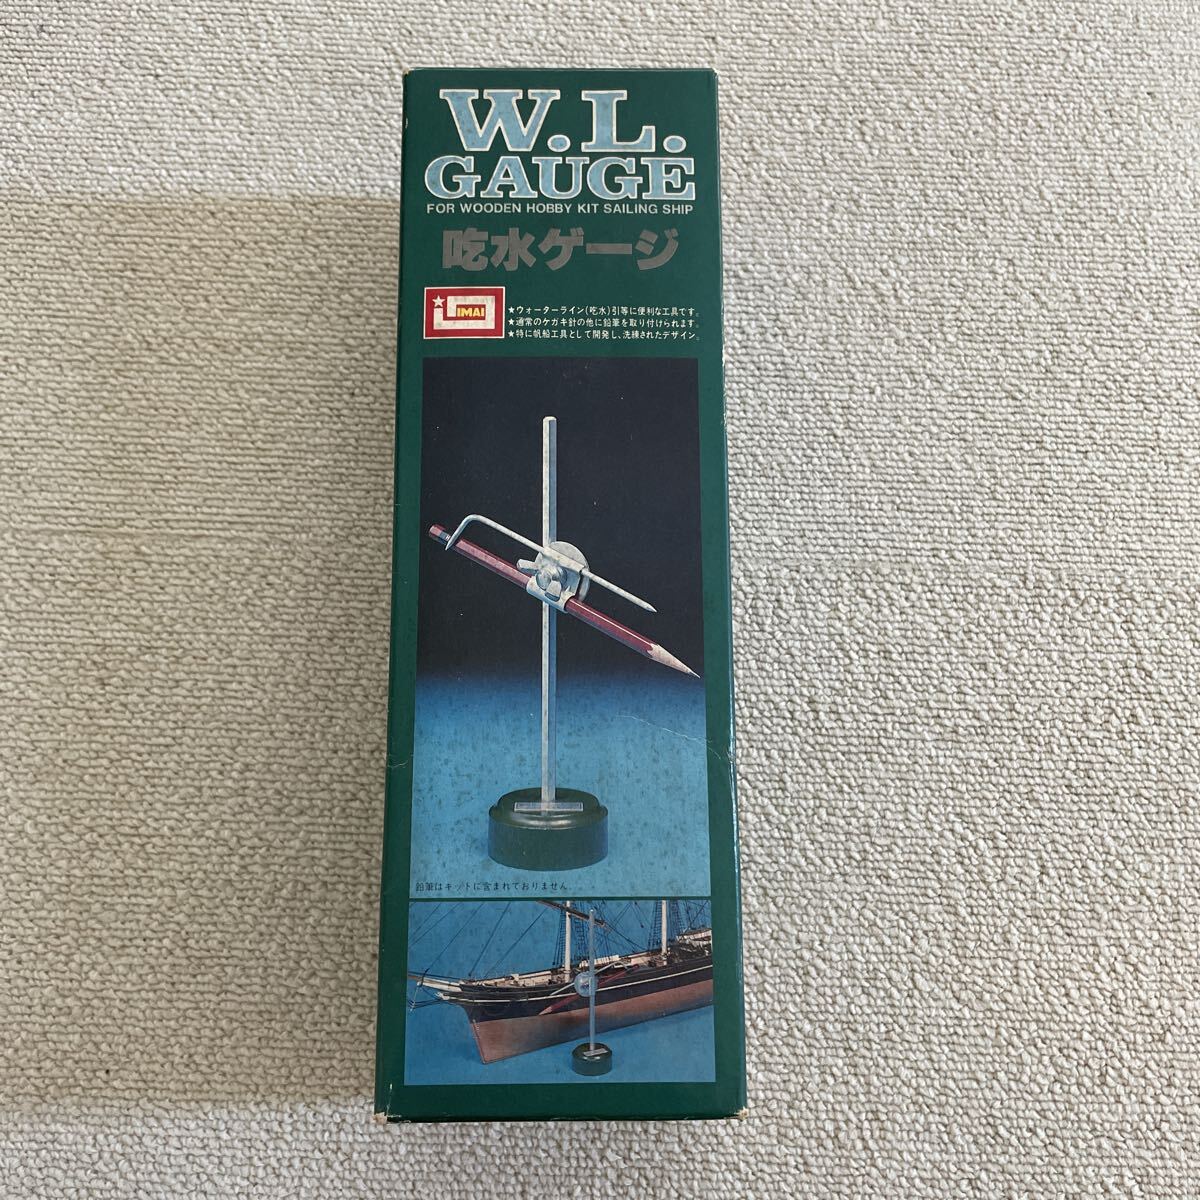 W.L.
GAUGE
FOR WOODEN HOBBY KIT SAILING SHIP
吃水ゲージ
IMAI
★ウォーターライン(吃水)引等に便利な工具です。
★通常のケガキ針の他に鉛筆を取り付けられます。
★特に帆船工具として開発し、洗練されたデザイン。
鉛筆はキットに含まれておりません